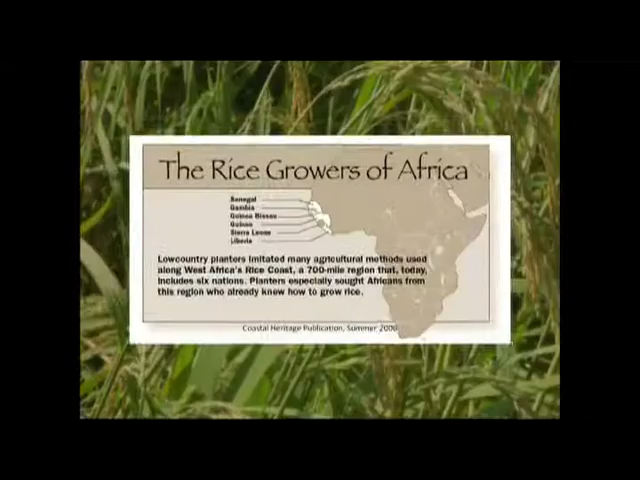 The Rice Growers of Africa
Senegal
Gambia
Guinea Bissau
Guinea
Sierra Leone
Liberia
Lowcountry planters imitated many agricultural methods used
along West Africa's Rice Coast, a 700-mile region that, today,
includes six nations. Planters especially sought Africans from
this region who already knew how to grow rice.
Coastal Heritage Publication, Summer 2000